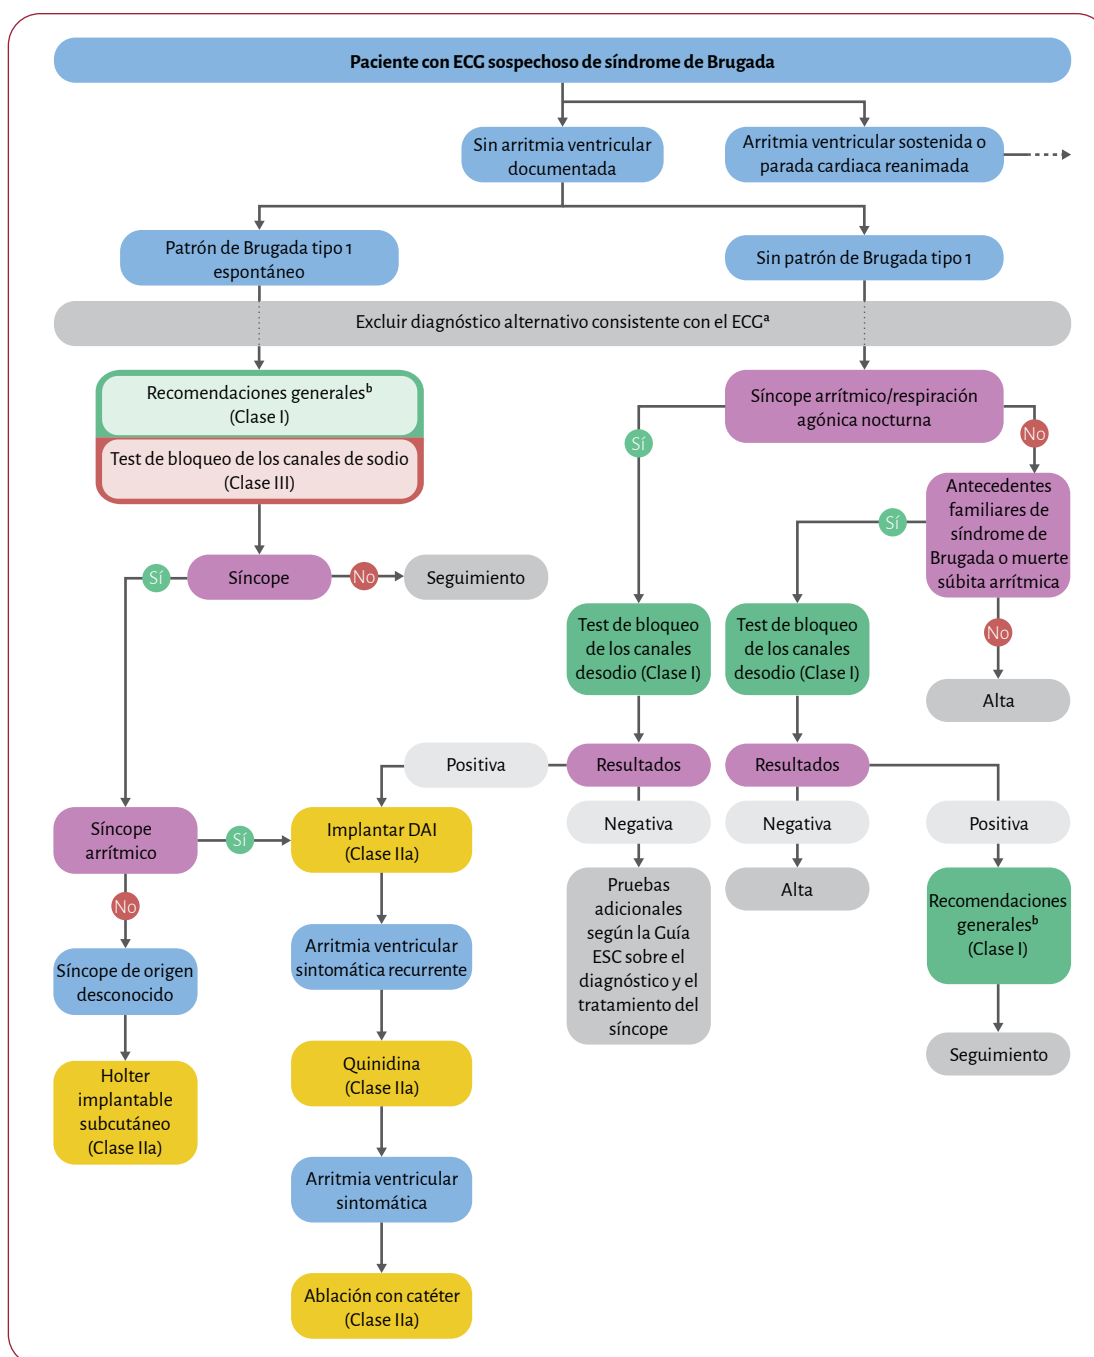 Paciente con ECG sospechoso de síndrome de Brugada
Sin arritmia ventricular
documentada
Arritmia ventricular sostenida o
parada cardiaca reanimada
Patrón de Brugada tipo 1
espontáneo
Sin patrón de Brugada tipo 1
Excluir diagnóstico alternativo consistente con el ECGᵃ
Recomendaciones generalesᵇ
(Clase I)
Test de bloqueo de los canales de sodio
(Clase III)
Síncope arrítmico/respiración
agónica nocturna
Sí
No
Antecedentes
familiares de
síndrome de
Brugada o muerte
súbita arrítmica
Sí
No
Alta
Síncope
Sí
No
Seguimiento
Test de bloqueo
de los canales
desodio (Clase I)
Test de bloqueo
de los canales
desodio (Clase I)
Positiva
Resultados
Resultados
Negativa
Negativa
Positiva
Síncope
arrítmico
Sí
Implantar DAI
(Clase IIa)
Pruebas
adicionales
según la Guía
ESC sobre el
diagnóstico y el
tratamiento del
síncope
Alta
Recomendaciones
generalesᵇ
(Clase I)
No
Síncope de origen
desconocido
Arritmia ventricular
sintomática recurrente
Seguimiento
Holter
implantable
subcutáneo
(Clase IIa)
Quinidina
(Clase IIa)
Arritmia ventricular
sintomática
Ablación con catéter
(Clase IIa)